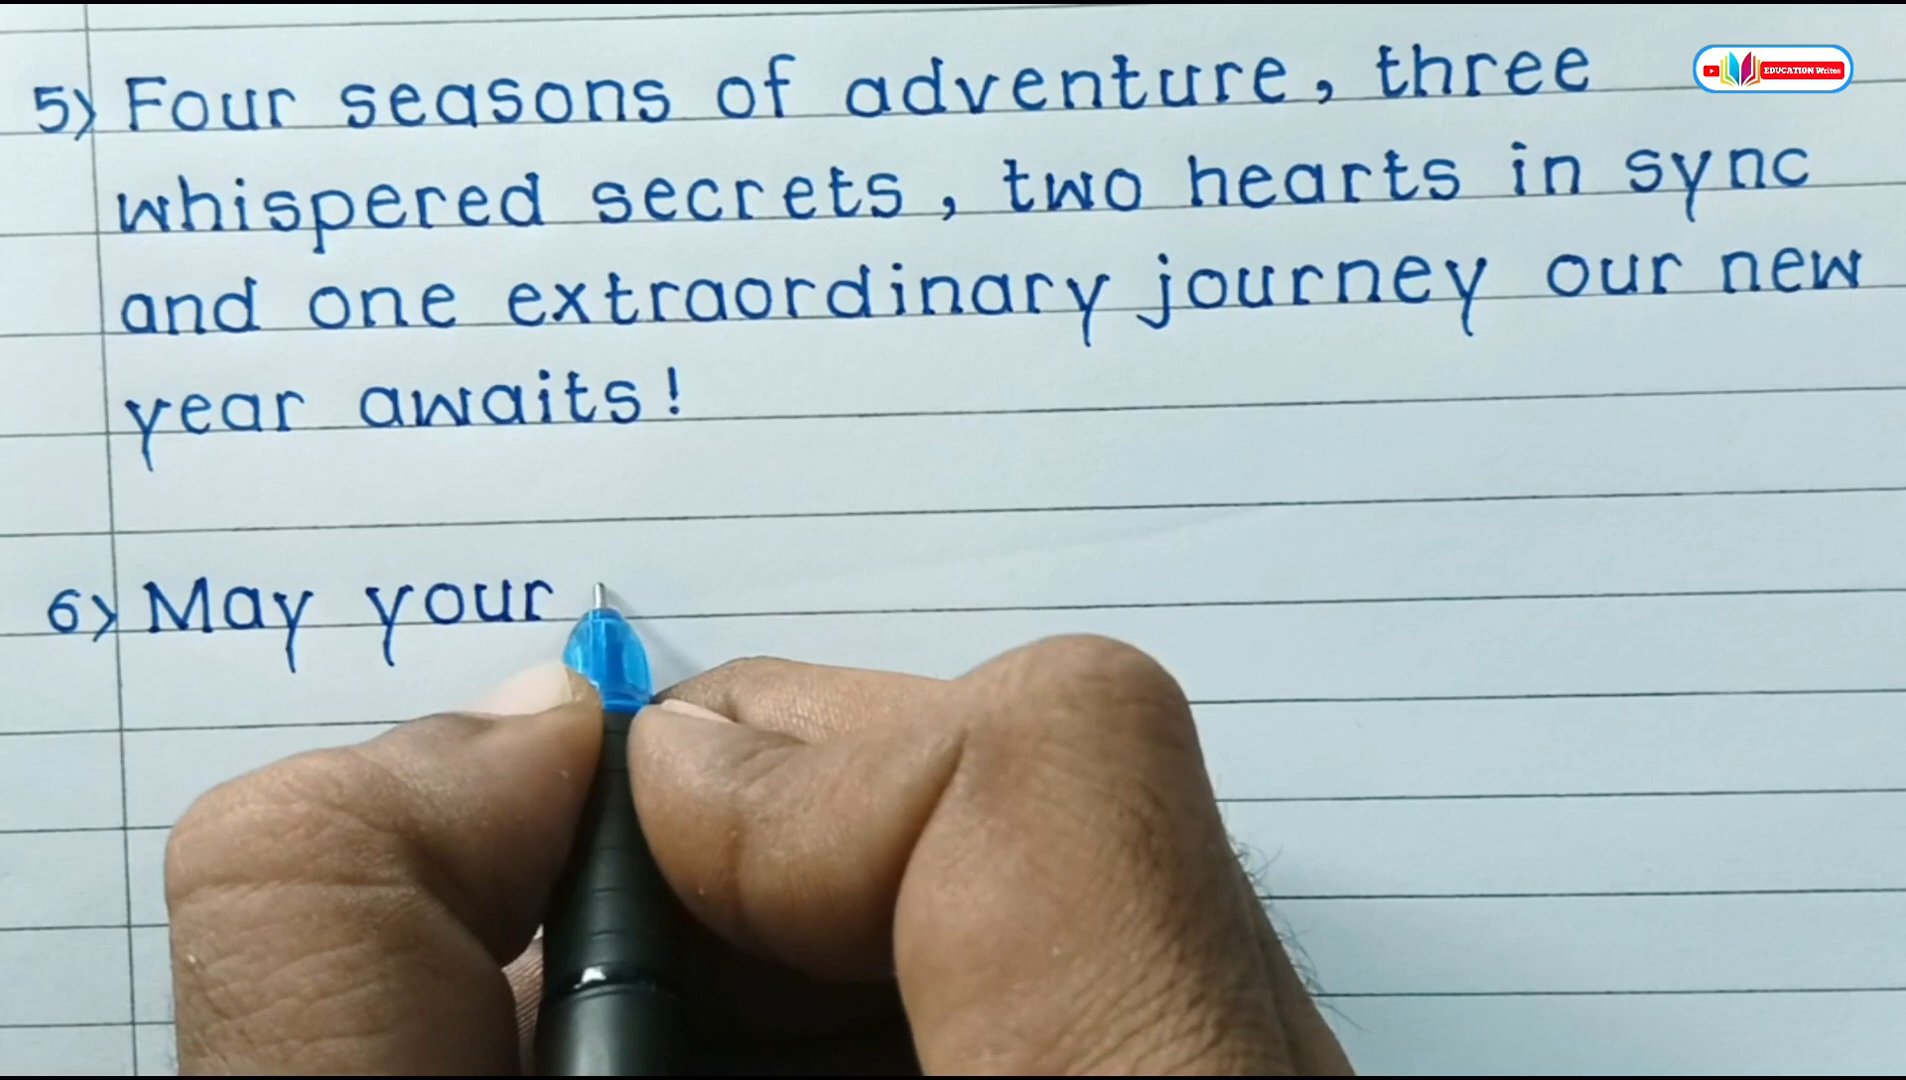 EDUCATION Writes
5) Four seasons of adventure, three
whispered secrets, two hearts in sync
and one extraordinary journey our new
year awaits!
6) May your